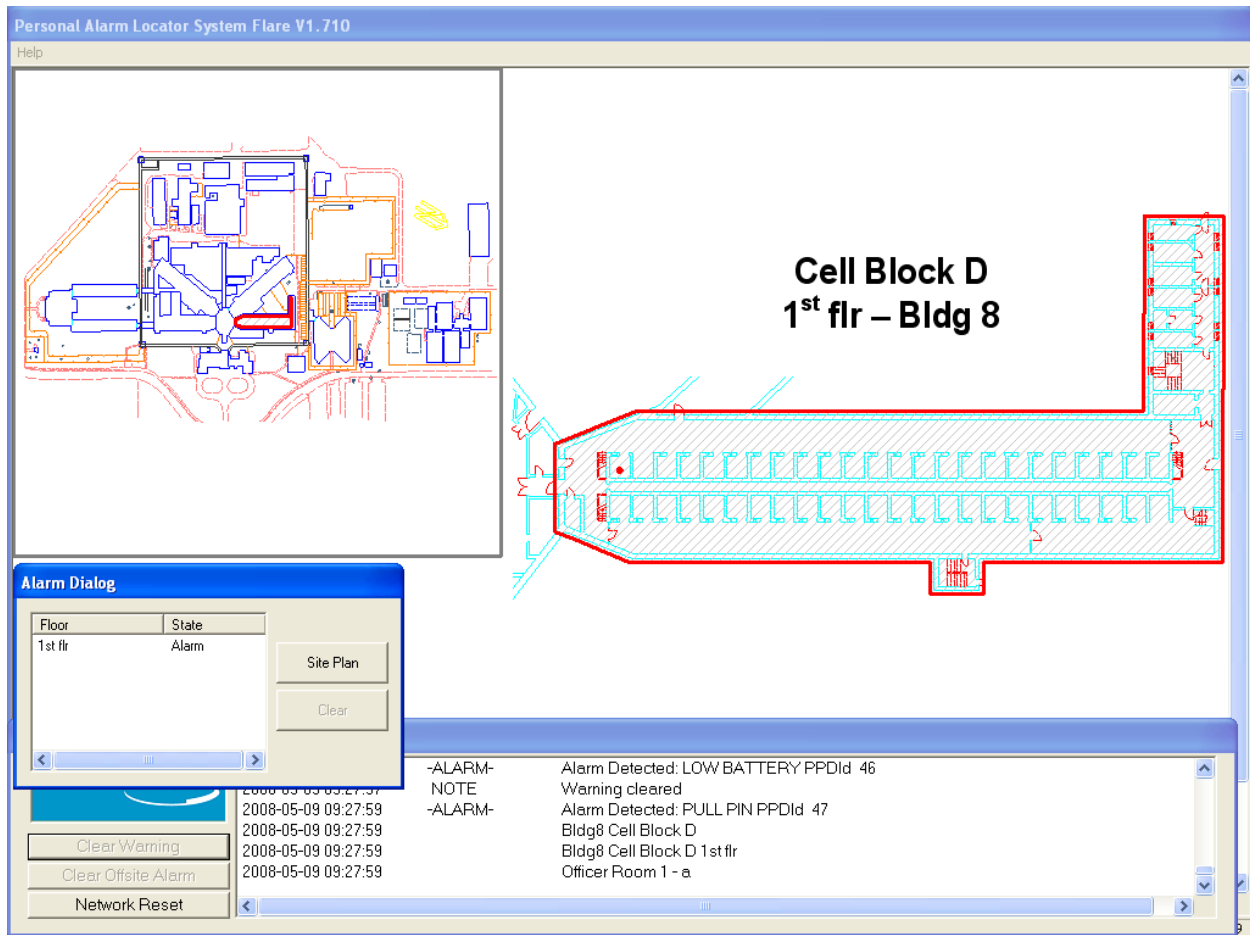 Personal Alarm Locator System Flare V1.710
Help
Cell Block D
1st flr – Bldg 8
Alarm Dialog
Floor State
1st flr Alarm
Site Plan
Clear
-ALARM- Alarm Detected: LOW BATTERY PPDId 46
NOTE Warning cleared
2008-05-09 09:27:59 -ALARM- Alarm Detected: PULL PIN PPDId 47
2008-05-09 09:27:59 Bldg8 Cell Block D
2008-05-09 09:27:59 Bldg8 Cell Block D 1st flr
2008-05-09 09:27:59 Officer Room 1 - a
Clear Warning
Clear Offsite Alarm
Network Reset